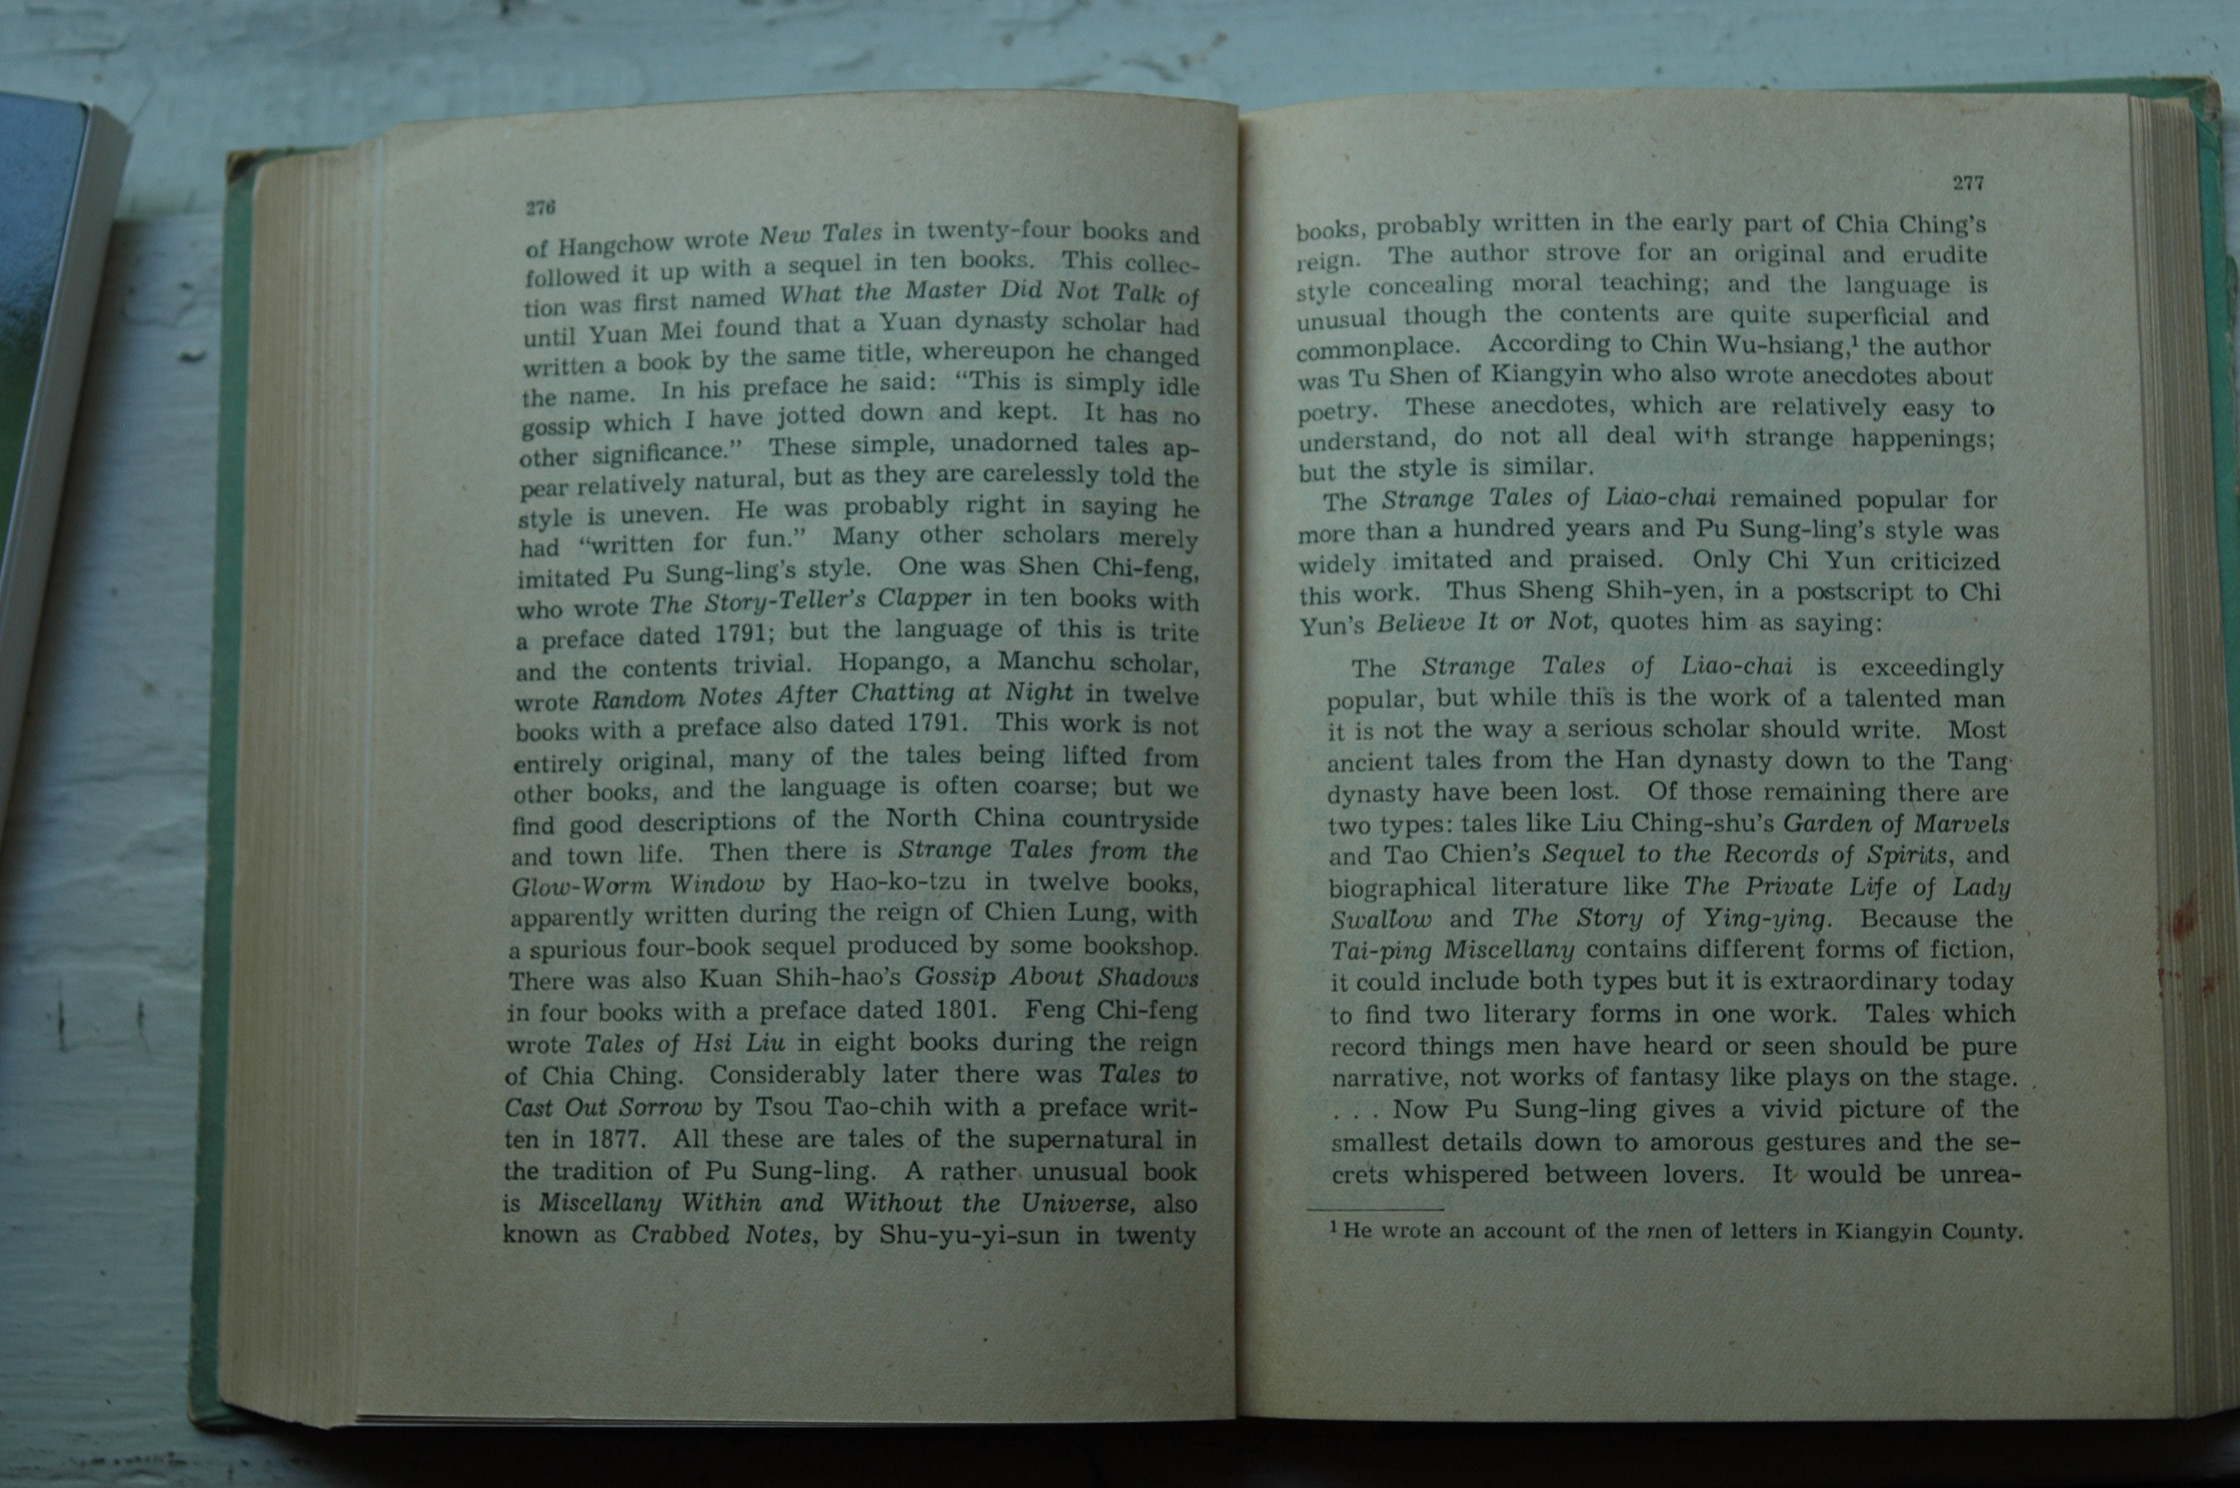 276
of Hangchow wrote New Tales in twenty-four books and
followed it up with a sequel in ten books. This collec-
tion was first named What the Master Did Not Talk of
until Yuan Mei found that a Yuan dynasty scholar had
written a book by the same title, whereupon he changed
the name. In his preface he said: "This is simply idle
gossip which I have jotted down and kept. It has no
other significance." These simple, unadorned tales ap-
pear relatively natural, but as they are carelessly told the
style is uneven. He was probably right in saying he
had "written for fun." Many other scholars merely
imitated Pu Sung-ling's style. One was Shen Chi-feng,
who wrote The Story-Teller's Clapper in ten books with
a preface dated 1791; but the language of this is trite
and the contents trivial. Hopango, a Manchu scholar,
wrote Random Notes After Chatting at Night in twelve
books with a preface also dated 1791. This work is not
entirely original, many of the tales being lifted from
other books, and the language is often coarse; but we
find good descriptions of the North China countryside
and town life. Then there is Strange Tales from the
Glow-Worm Window by Hao-ko-tzu in twelve books,
apparently written during the reign of Chien Lung, with
a spurious four-book sequel produced by some bookshop.
There was also Kuan Shih-hao's Gossip About Shadows
in four books with a preface dated 1801. Feng Chi-feng
wrote Tales of Hsi Liu in eight books during the reign
of Chia Ching. Considerably later there was Tales to
Cast Out Sorrow by Tsou Tao-chih with a preface writ-
ten in 1877. All these are tales of the supernatural in
the tradition of Pu Sung-ling. A rather unusual book
is Miscellany Within and Without the Universe, also
known as Crabbed Notes, by Shu-yu-yi-sun in twenty
277
books, probably written in the early part of Chia Ching's
reign. The author strove for an original and erudite
style concealing moral teaching; and the language is
unusual though the contents are quite superficial and
commonplace. According to Chin Wu-hsiang,¹ the author
was Tu Shen of Kiangyin who also wrote anecdotes about
poetry. These anecdotes, which are relatively easy to
understand, do not all deal with strange happenings;
but the style is similar.
The Strange Tales of Liao-chai remained popular for
more than a hundred years and Pu Sung-ling's style was
widely imitated and praised. Only Chi Yun criticized
this work. Thus Sheng Shih-yen, in a postscript to Chi
Yun's Believe It or Not, quotes him as saying:
The Strange Tales of Liao-chai is exceedingly
popular, but while this is the work of a talented man
it is not the way a serious scholar should write. Most
ancient tales from the Han dynasty down to the Tang
dynasty have been lost. Of those remaining there are
two types: tales like Liu Ching-shu's Garden of Marvels
and Tao Chien's Sequel to the Records of Spirits, and
biographical literature like The Private Life of Lady
Swallow and The Story of Ying-ying. Because the
Tai-ping Miscellany contains different forms of fiction,
it could include both types but it is extraordinary today
to find two literary forms in one work. Tales which
record things men have heard or seen should be pure
narrative, not works of fantasy like plays on the stage.
. . . Now Pu Sung-ling gives a vivid picture of the
smallest details down to amorous gestures and the se-
crets whispered between lovers. It would be unrea-
¹ He wrote an account of the men of letters in Kiangyin County.